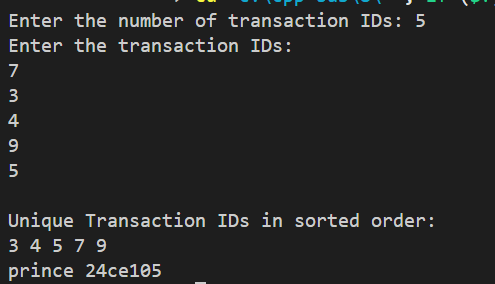 Enter the number of transaction IDs: 5
Enter the transaction IDs:
7
3
4
9
5
Unique Transaction IDs in sorted order:
3 4 5 7 9
prince 24ce105